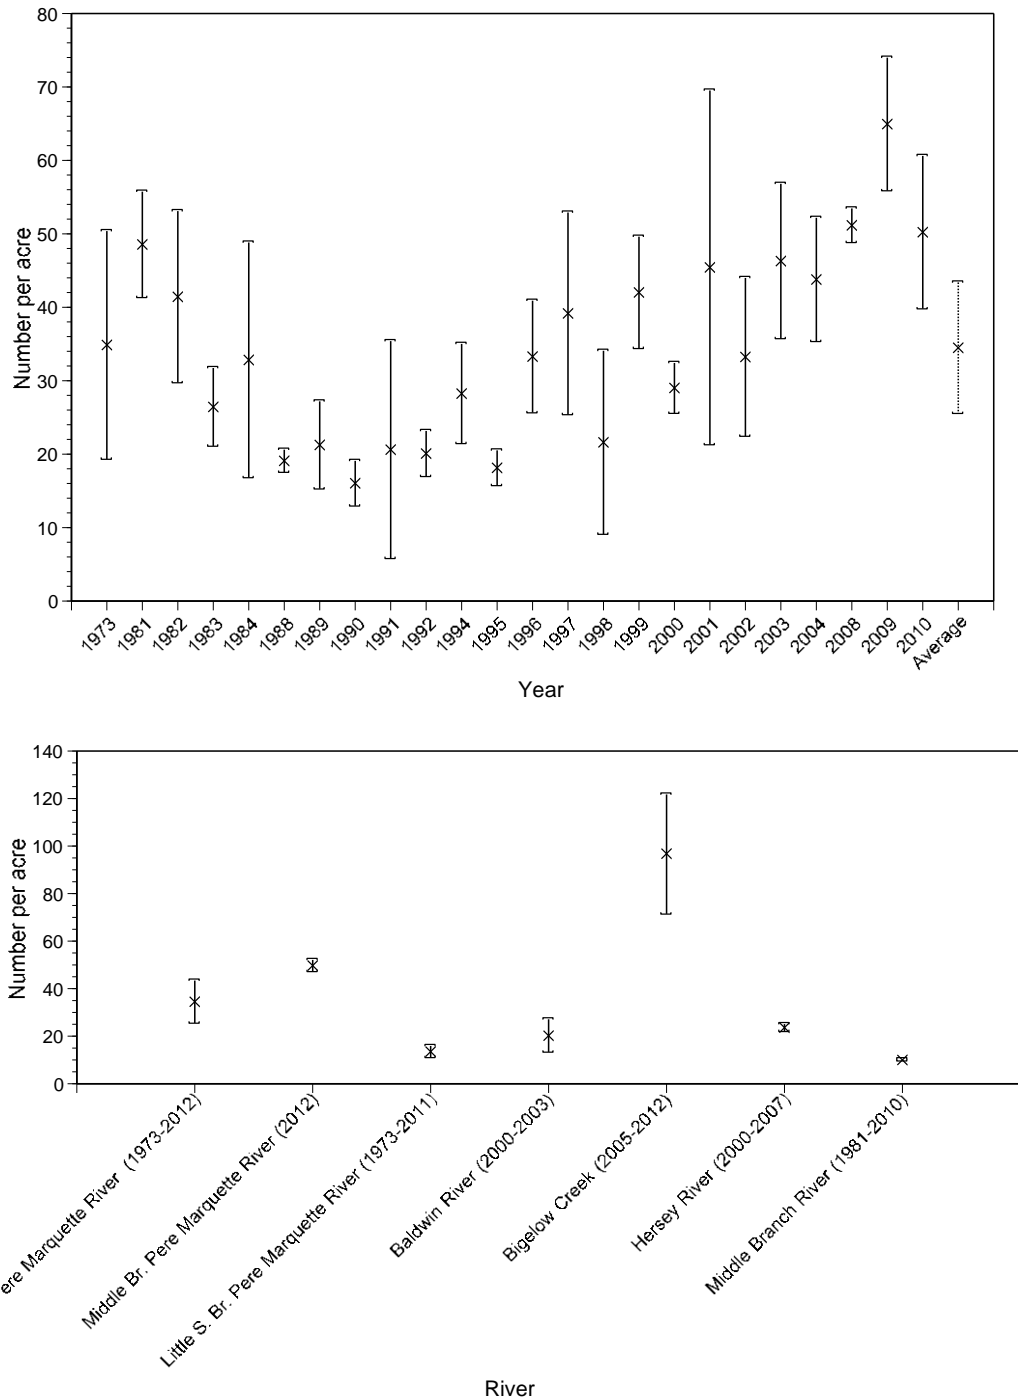 80
70
60
50
40
30
20
10
0
Number per acre
1973 1981 1982 1983 1984 1988 1989 1990 1991 1992 1994 1995 1996 1997 1998 1999 2000 2001 2002 2003 2004 2008 2009 2010 Average
Year
140
120
100
80
60
40
20
0
Number per acre
ere Marquette River (1973-2012)
Middle Br. Pere Marquette River (2012)
Little S. Br. Pere Marquette River (1973-2011)
Baldwin River (2000-2003)
Bigelow Creek (2005-2012)
Hersey River (2000-2007)
Middle Branch River (1981-2010)
River